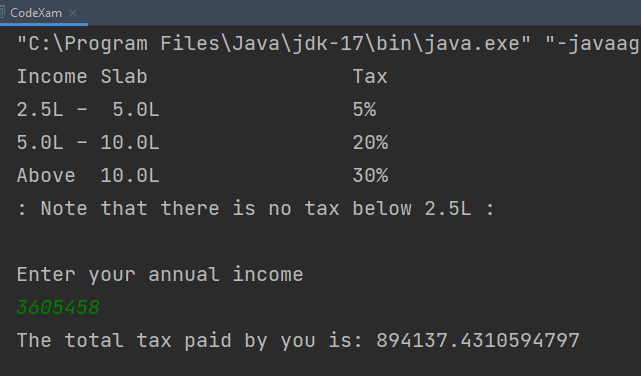 CodeXam
"C:\Program Files\Java\jdk-17\bin\java.exe" "-javaag
Income Slab Tax
2.5L - 5.0L 5%
5.0L - 10.0L 20%
Above 10.0L 30%
: Note that there is no tax below 2.5L :
Enter your annual income
3605458
The total tax paid by you is: 894137.4310594797